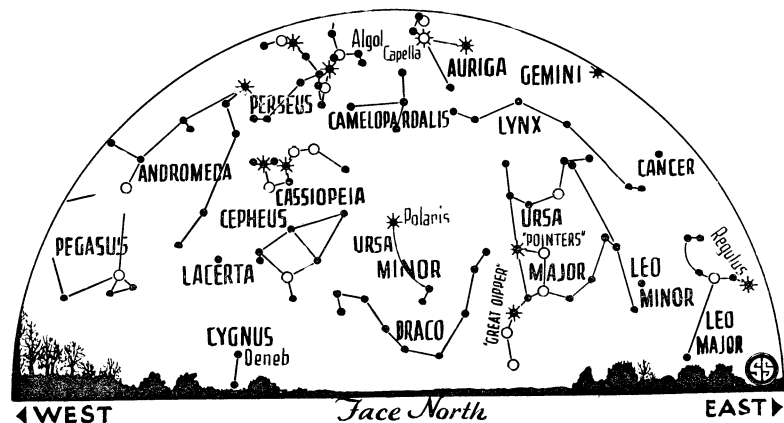 Algol
Capella
AURIGA
GEMINI
PERSEUS
CAMELOPARDALIS
LYNX
ANDROMEDA
CANCER
CASSIOPEIA
CEPHEUS
Polaris
URSA
"POINTERS"
MAJOR
PEGASUS
LACERTA
URSA
MINOR
"GREAT DIPPER"
LEO
MINOR
Regulus
DRACO
LEO
MAJOR
CYGNUS
Deneb
WEST
Face North
EAST